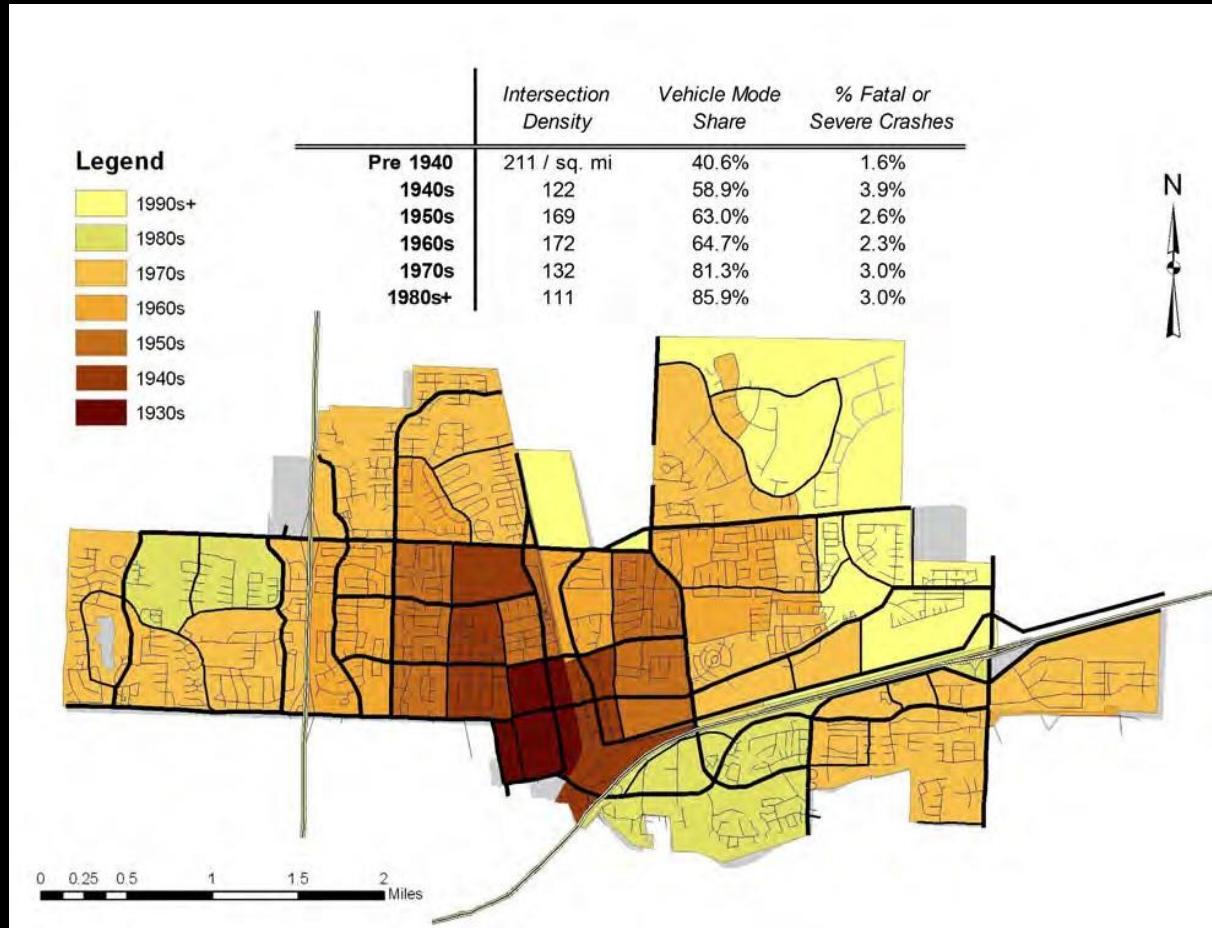 Intersection Density Vehicle Mode Share % Fatal or Severe Crashes
Pre 1940 211 / sq. mi 40.6% 1.6%
1940s 122 58.9% 3.9%
1950s 169 63.0% 2.6%
1960s 172 64.7% 2.3%
1970s 132 81.3% 3.0%
1980s+ 111 85.9% 3.0%
Legend
1990s+
1980s
1970s
1960s
1950s
1940s
1930s
N
0 0.25 0.5 1 1.5 2
Miles